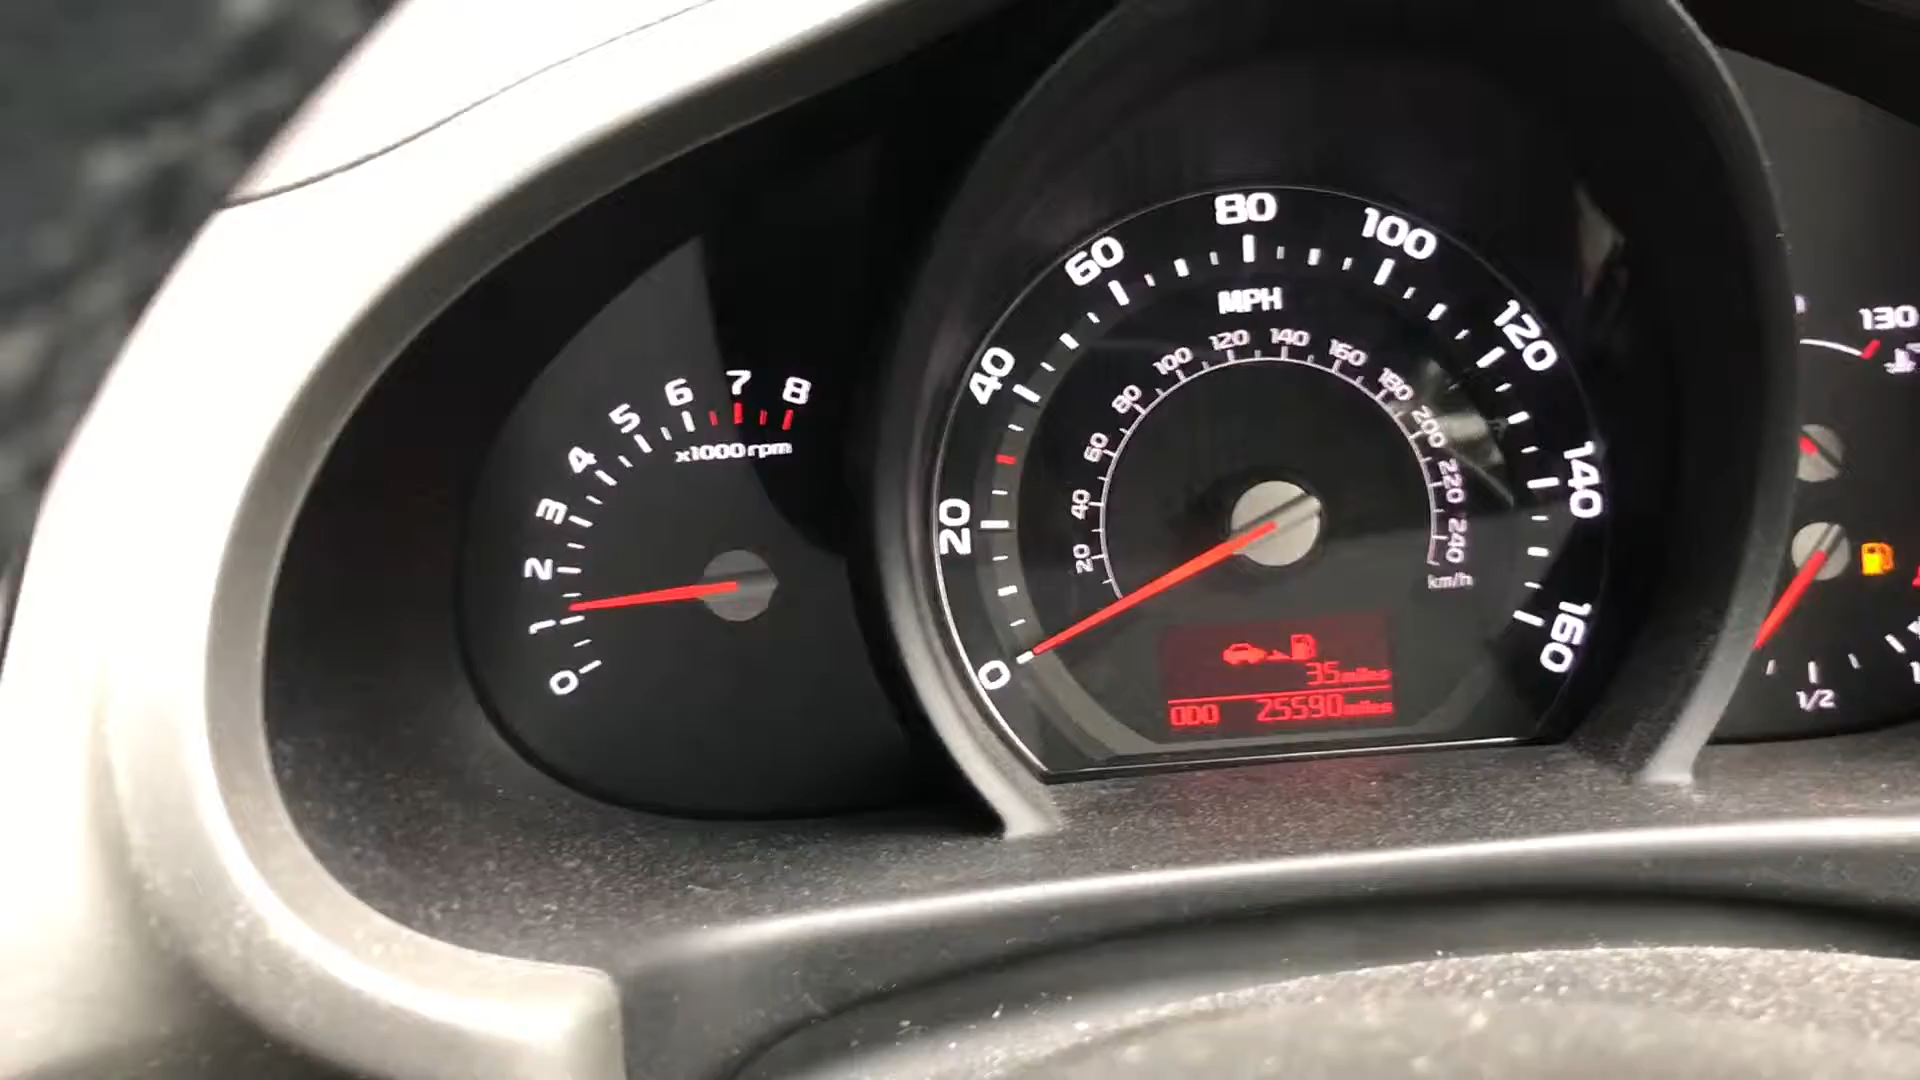 0 1 2 3 4 5 6 7 8
x1000 rpm
0 20 40 60 80 100 120 140 160
MPH
20 40 60 80 100 120 140 160 180 200 220 240
km/h
35 miles
ODO 25590 miles
130
1/2